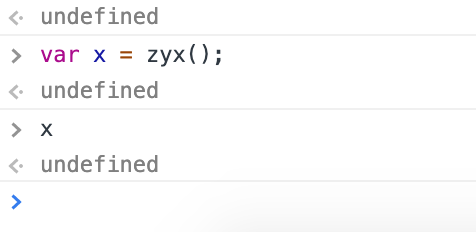 undefined
var x = zyx();
undefined
x
undefined